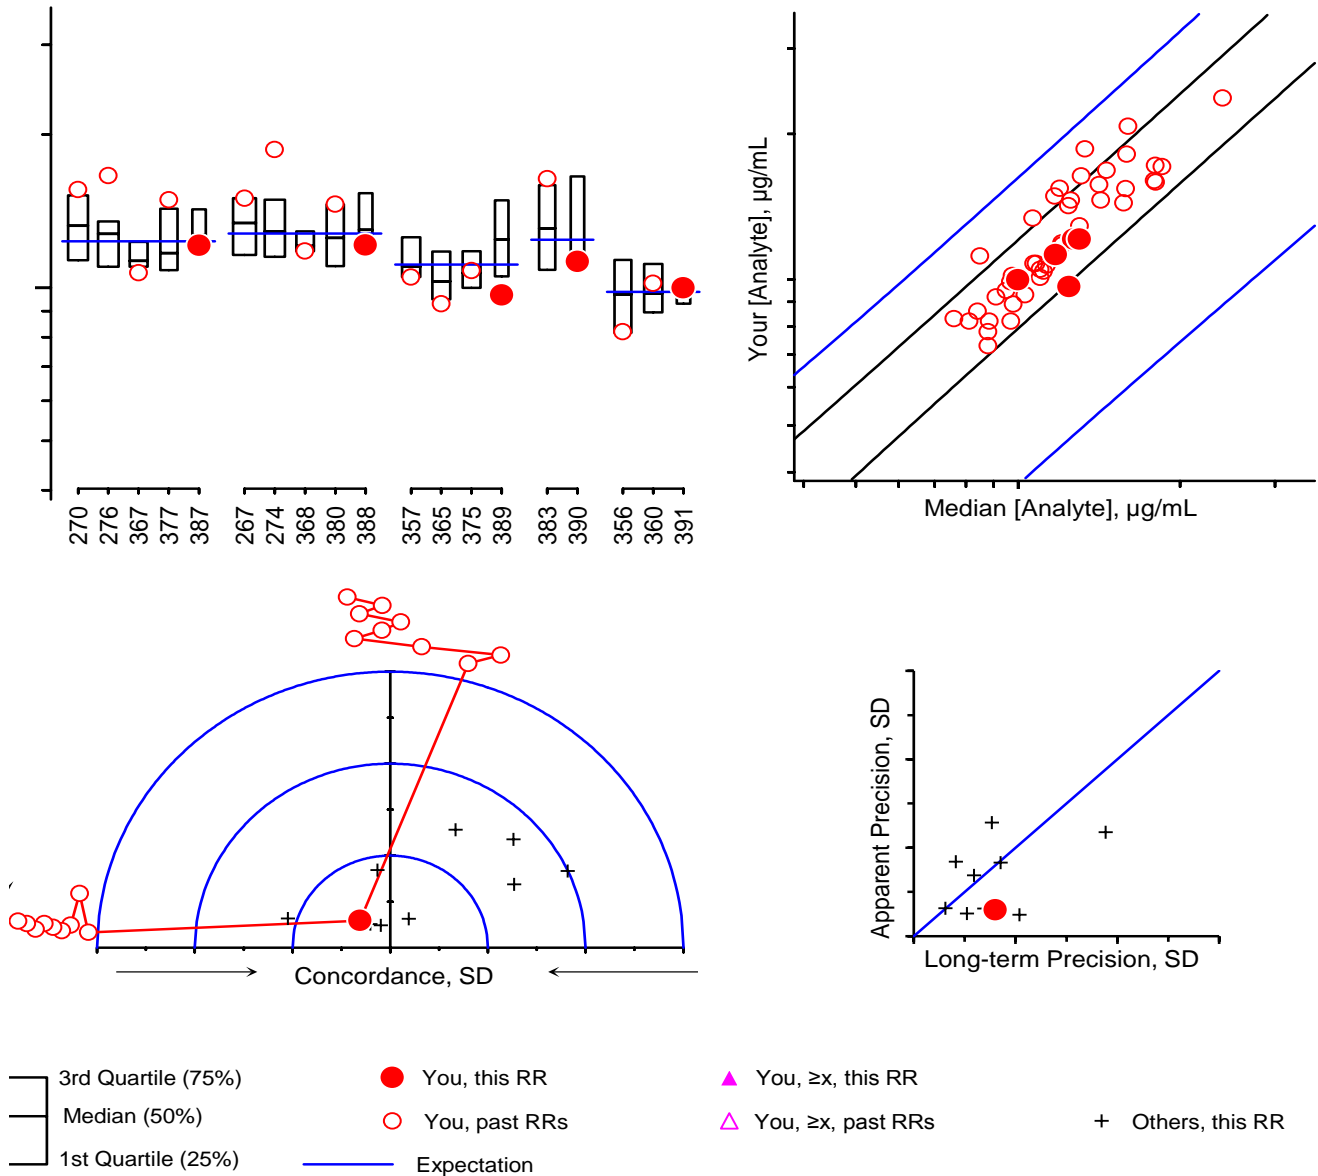 Your [Analyte], µg/mL
270 276 367 377 387 267 274 368 380 388 357 365 375 389 383 390 356 360 391
Median [Analyte], µg/mL
Apparent Precision, SD
Concordance, SD
Long-term Precision, SD
3rd Quartile (75%)
Median (50%)
1st Quartile (25%)
You, this RR
You, past RRs
Expectation
You, ≥x, this RR
You, ≥x, past RRs
Others, this RR